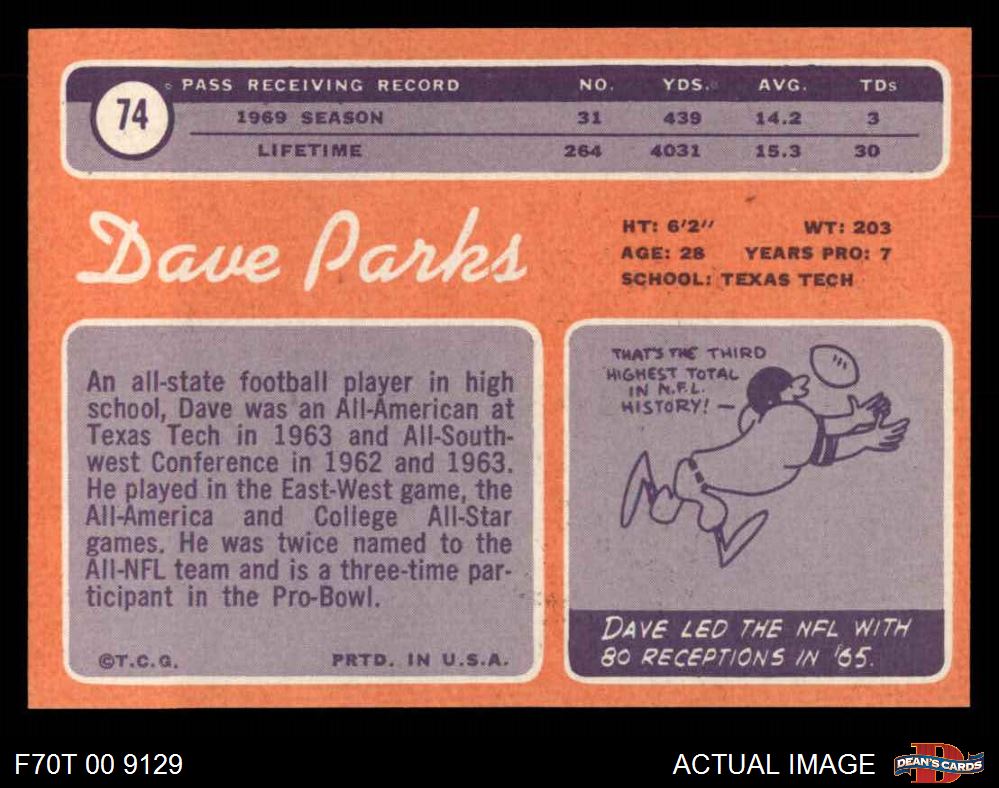 74
PASS RECEIVING RECORD NO. YDS. AVG. TDs
1969 SEASON 31 439 14.2 3
LIFETIME 264 4031 15.3 30
Dave Parks
HT: 6'2" WT: 203
AGE: 28 YEARS PRO: 7
SCHOOL: TEXAS TECH
An all-state football player in high
school, Dave was an All-American at
Texas Tech in 1963 and All-South-
west Conference in 1962 and 1963.
He played in the East-West game, the
All-America and College All-Star
games. He was twice named to the
All-NFL team and is a three-time par-
ticipant in the Pro-Bowl.
©T.C.G. PRTD. IN U.S.A.
THAT'S THE THIRD
HIGHEST TOTAL
IN N.F.L.
HISTORY! —
DAVE LED THE NFL WITH
80 RECEPTIONS IN '65.
F70T 00 9129
ACTUAL IMAGE
D
DEAN'S CARDS